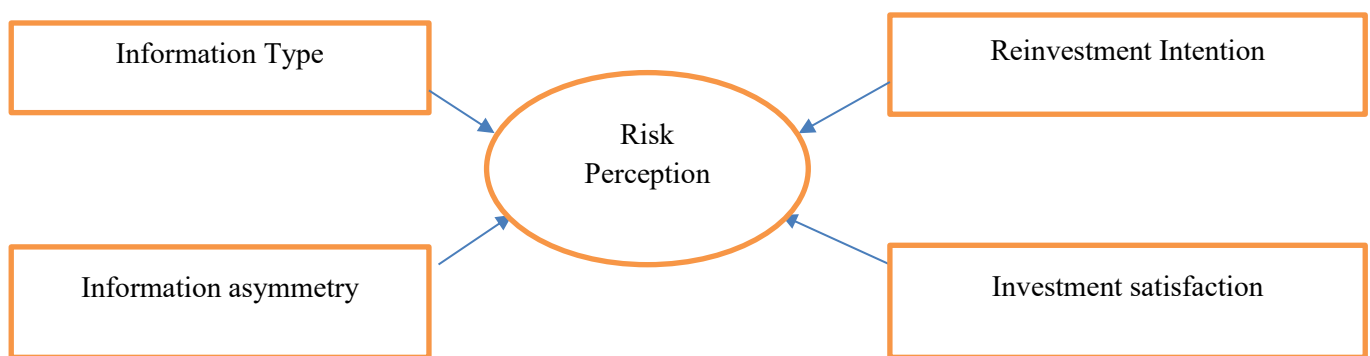 Information Type
Reinvestment Intention
Risk
Perception
Information asymmetry
Investment satisfaction